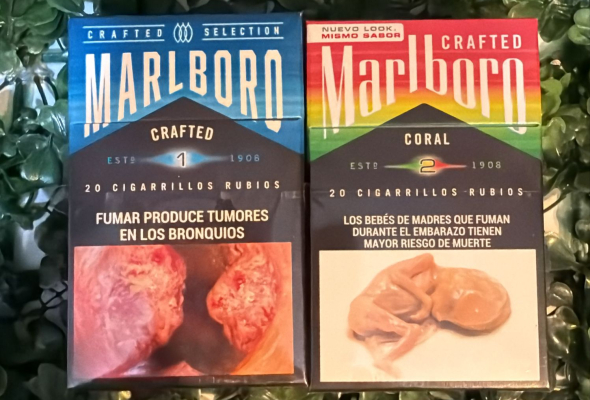 CRAFTED SELECTION
MARLBORO
CRAFTED
ESTD 1 1908
20 CIGARRILLOS RUBIOS
FUMAR PRODUCE TUMORES
EN LOS BRONQUIOS
NUEVO LOOK.
MISMO SABOR
CRAFTED
Marlboro
CORAL
ESTD 2 1908
20 CIGARRILLOS RUBIOS
LOS BEBÉS DE MADRES QUE FUMAN
DURANTE EL EMBARAZO TIENEN
MAYOR RIESGO DE MUERTE